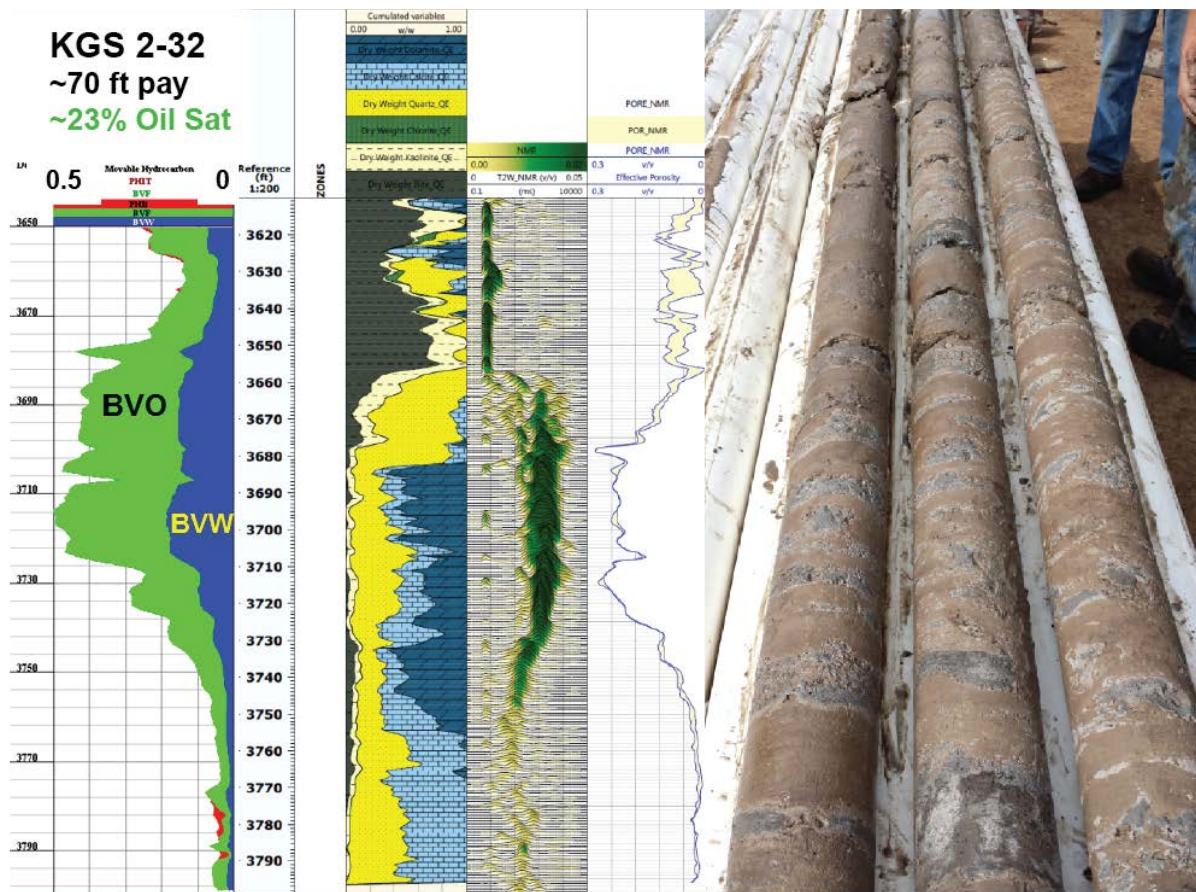 KGS 2-32
~70 ft pay
~23% Oil Sat
Movable Hydrocarbon
0.5 PHIT 0
BVF
PHIT
BVF
BVW
3650
3670
3690
3710
3730
3750
3770
3790
BVO
BVW
Reference
(ft)
1:200
3620
3630
3640
3650
3660
3670
3680
3690
3700
3710
3720
3730
3740
3750
3760
3770
3780
3790
ZONES
Cumulated variables
0.00 w/w 1.00
Dry Weight Dolomite_QE
Dry Weight Calcite_QE
Dry Weight Quartz_QE
Dry Weight Chlorite_QE
Dry Weight Kaolinite_QE
Dry Weight Illite_QE
NMR
0.00 0.02
0 T2W_NMR (v/v) 0.05
0.1 (ms) 10000
PORE_NMR
POR_NMR
PORE_NMR
0.3 v/v 0
Effective Porosity
0.3 v/v 0